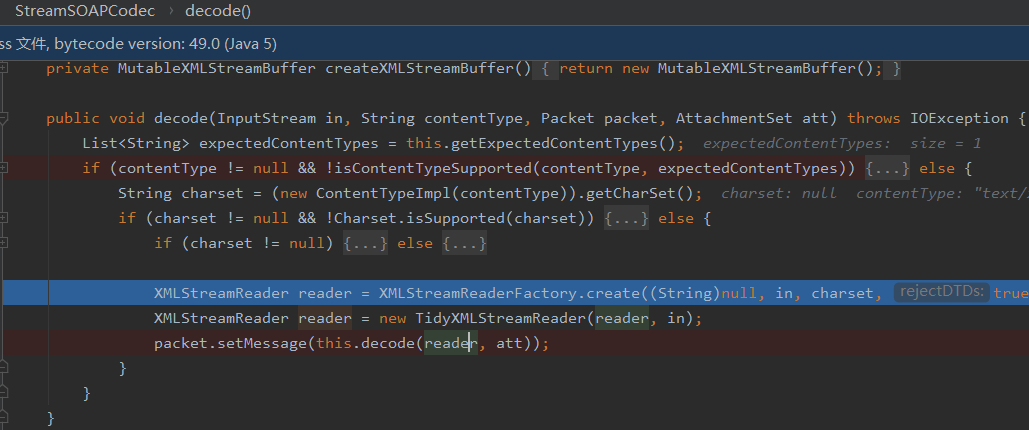 StreamSOAPCodec › decode()
ss 文件, bytecode version: 49.0 (Java 5)
private MutableXMLStreamBuffer createXMLStreamBuffer() { return new MutableXMLStreamBuffer(); }
public void decode(InputStream in, String contentType, Packet packet, AttachmentSet att) throws IOException {
List<String> expectedContentTypes = this.getExpectedContentTypes(); expectedContentTypes: size = 1
if (contentType != null && !isContentTypeSupported(contentType, expectedContentTypes)) {...} else {
String charset = (new ContentTypeImpl(contentType)).getCharSet(); charset: null contentType: "text/
if (charset != null && !Charset.isSupported(charset)) {...} else {
if (charset != null) {...} else {...}
XMLStreamReader reader = XMLStreamReaderFactory.create((String)null, in, charset, rejectDTDs: true
XMLStreamReader reader = new TidyXMLStreamReader(reader, in);
packet.setMessage(this.decode(reader, att));
}
}
}